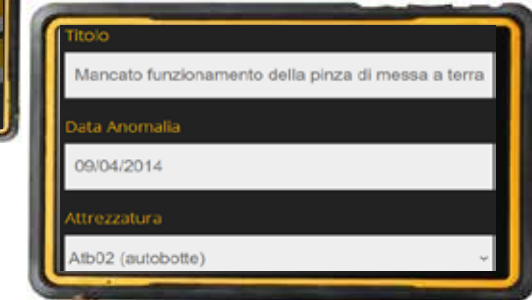 Titolo
Mancato funzionamento della pinza di messa a terra
Data Anomalia
09/04/2014
Attrezzatura
Atb02 (autobotte)